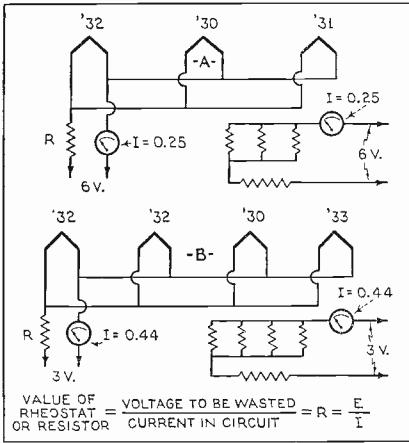 '32 '30 '31
-A-
R
I=0.25
6 V.
I=0.25
6 V.
'32 '32 '30 '33
-B-
R
I=0.44
3 V.
I=0.44
3 V.
VALUE OF RHEOSTAT OR RESISTOR = VOLTAGE TO BE WASTED / CURRENT IN CIRCUIT = R = E / I